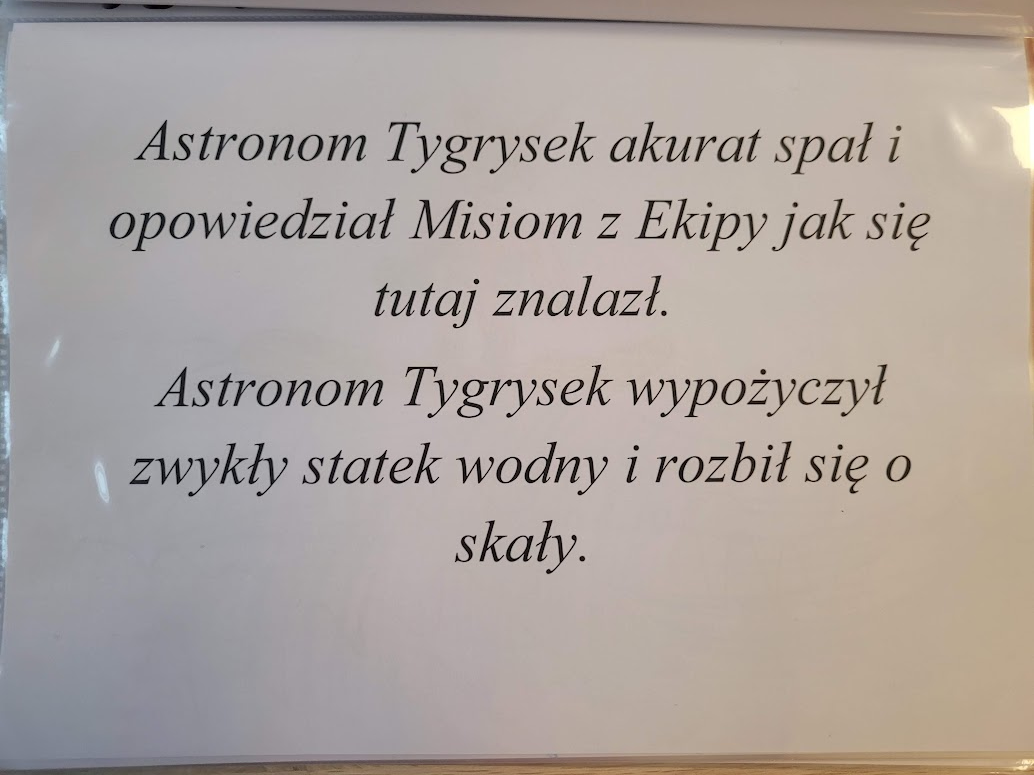 Astronom Tygrysek akurat spał i
opowiedział Misiom z Ekipy jak się
tutaj znalazł.
Astronom Tygrysek wypożyczył
zwykły statek wodny i rozbił się o
skały.